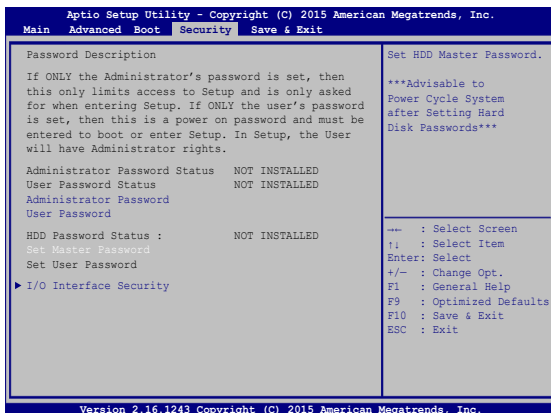 Aptio Setup Utility - Copyright (C) 2015 American Megatrends, Inc.
Main Advanced Boot Security Save & Exit
Password Description
If ONLY the Administrator's password is set, then
this only limits access to Setup and is only asked
for when entering Setup. If ONLY the user's password
is set, then this is a power on password and must be
entered to boot or enter Setup. In Setup, the User
will have Administrator rights.
Administrator Password Status NOT INSTALLED
User Password Status NOT INSTALLED
Administrator Password
User Password
HDD Password Status : NOT INSTALLED
Set Master Password
Set User Password
I/O Interface Security
Set HDD Master Password.
***Advisable to
Power Cycle System
after Setting Hard
Disk Passwords***
→← : Select Screen
↑↓ : Select Item
Enter: Select
+/— : Change Opt.
F1 : General Help
F9 : Optimized Defaults
F10 : Save & Exit
ESC : Exit
Version 2.16.1243 Copyright (C) 2015 American Megatrends, Inc.